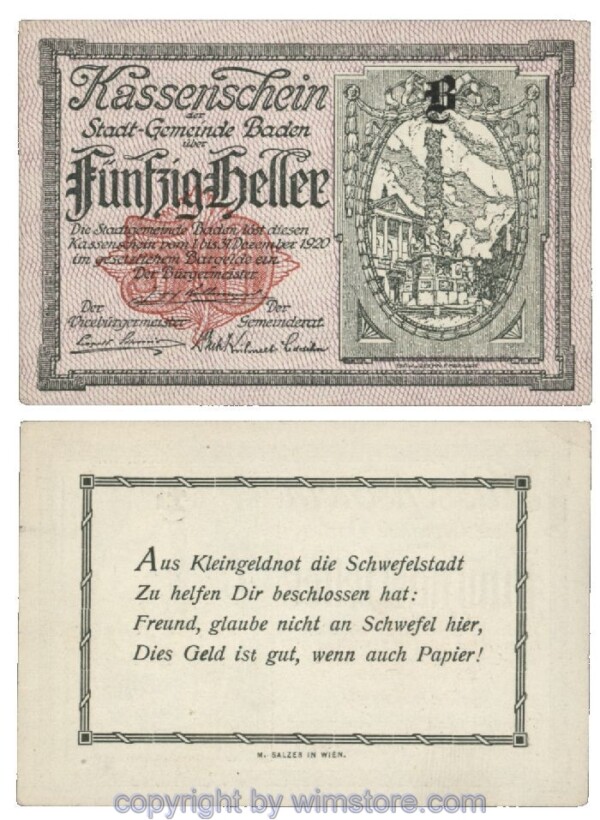 Kassenschein
der
Stadt-Gemeinde Baden
über
Fünfzig Heller
Die Stadtgemeinde Baden löst diesen
Kassenschein vom 1. bis 31. Dezember 1920
im gesetzlichem Bargelde ein
Der Bürgermeister
Der Vicebürgermeister
Der Gemeinderat
B
Aus Kleingeldnot die Schwefelstadt
Zu helfen Dir beschlossen hat:
Freund, glaube nicht an Schwefel hier,
Dies Geld ist gut, wenn auch Papier!
M. SALZER IN WIEN.
copyright by wimstore.com